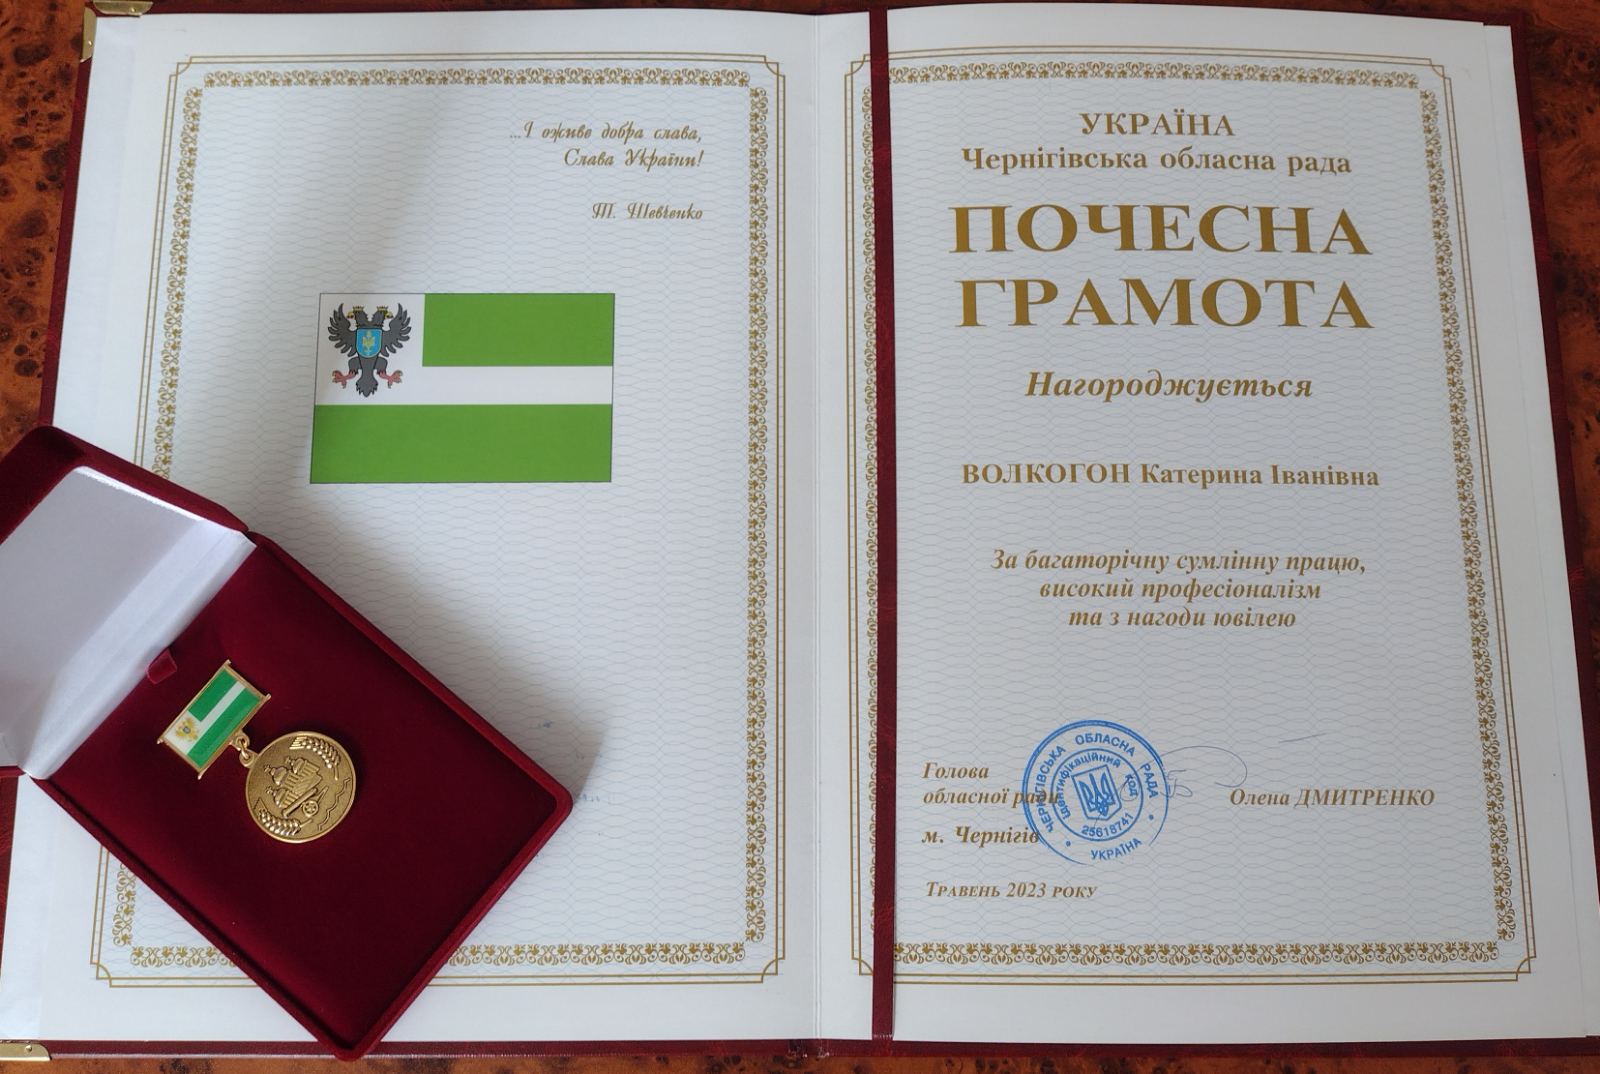 ...І оживе добра слава,
Слава України!
Т. Шевченко
УКРАЇНА
Чернігівська обласна рада
ПОЧЕСНА
ГРАМОТА
Нагороджується
ВОЛКОГОН Катерина Іванівна
За багаторічну сумлінну працю,
високий професіоналізм
та з нагоди ювілею
Голова
обласної ради
Олена ДМИТРЕНКО
м. Чернігів
Травень 2023 року
ЧЕРНІГІВСЬКА ОБЛАСНА РАДА
Ідентифікаційний код
25618741
УКРАЇНА